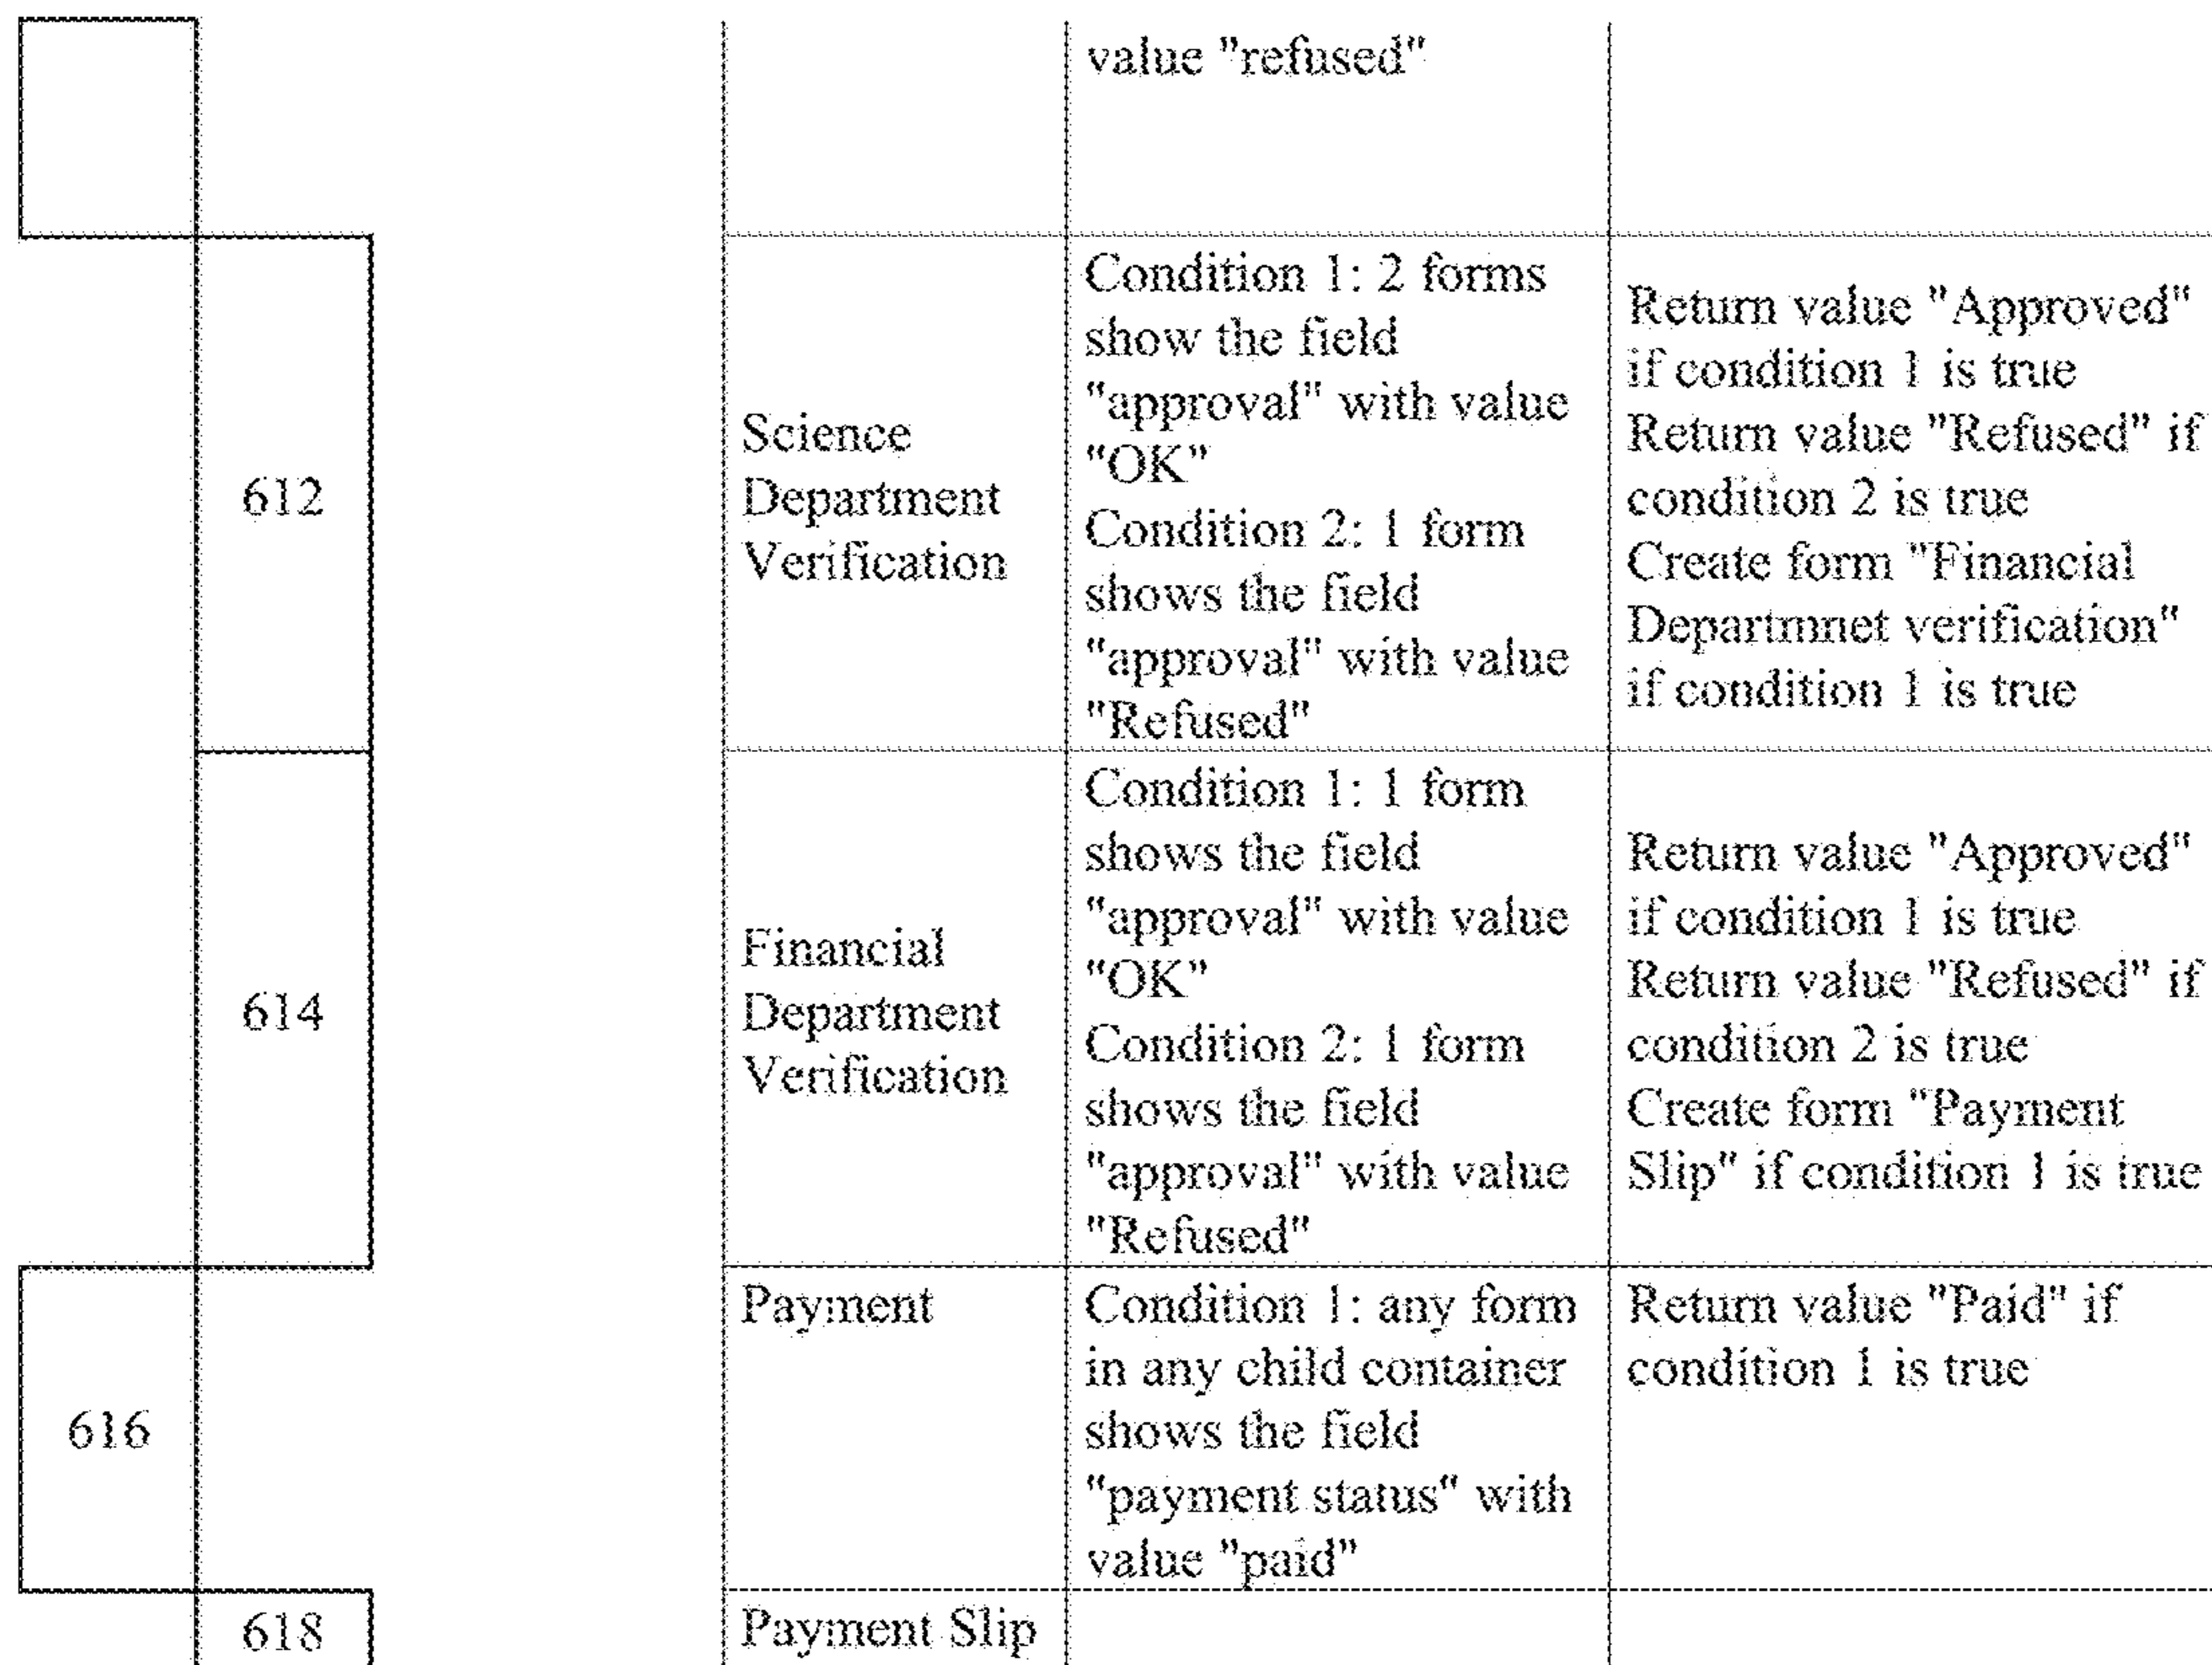 value "refused"
612
Science
Department
Verification
Condition 1: 2 forms
show the field
"approval" with value
"OK"
Condition 2: 1 form
shows the field
"approval" with value
"Refused"
Return value "Approved"
if condition 1 is true
Return value "Refused" if
condition 2 is true
Create form "Financial
Departmnet verification"
if condition 1 is true
614
Financial
Department
Verification
Condition 1: 1 form
shows the field
"approval" with value
"OK"
Condition 2: 1 form
shows the field
"approval" with value
"Refused"
Return value "Approved"
if condition 1 is true
Return value "Refused" if
condition 2 is true
Create form "Payment
Slip" if condition 1 is true
616
Payment
Condition 1: any form
in any child container
shows the field
"payment status" with
value "paid"
Return value "Paid" if
condition 1 is true
618
Payment Slip